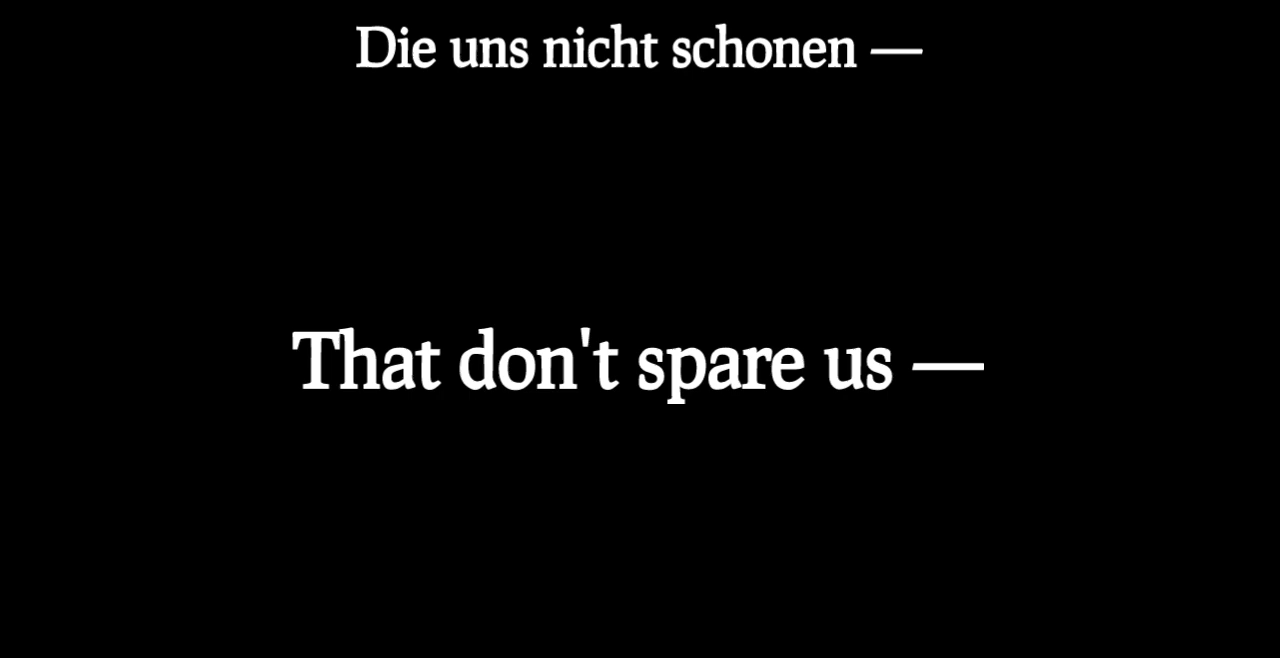 Die uns nicht schonen —
That don't spare us —